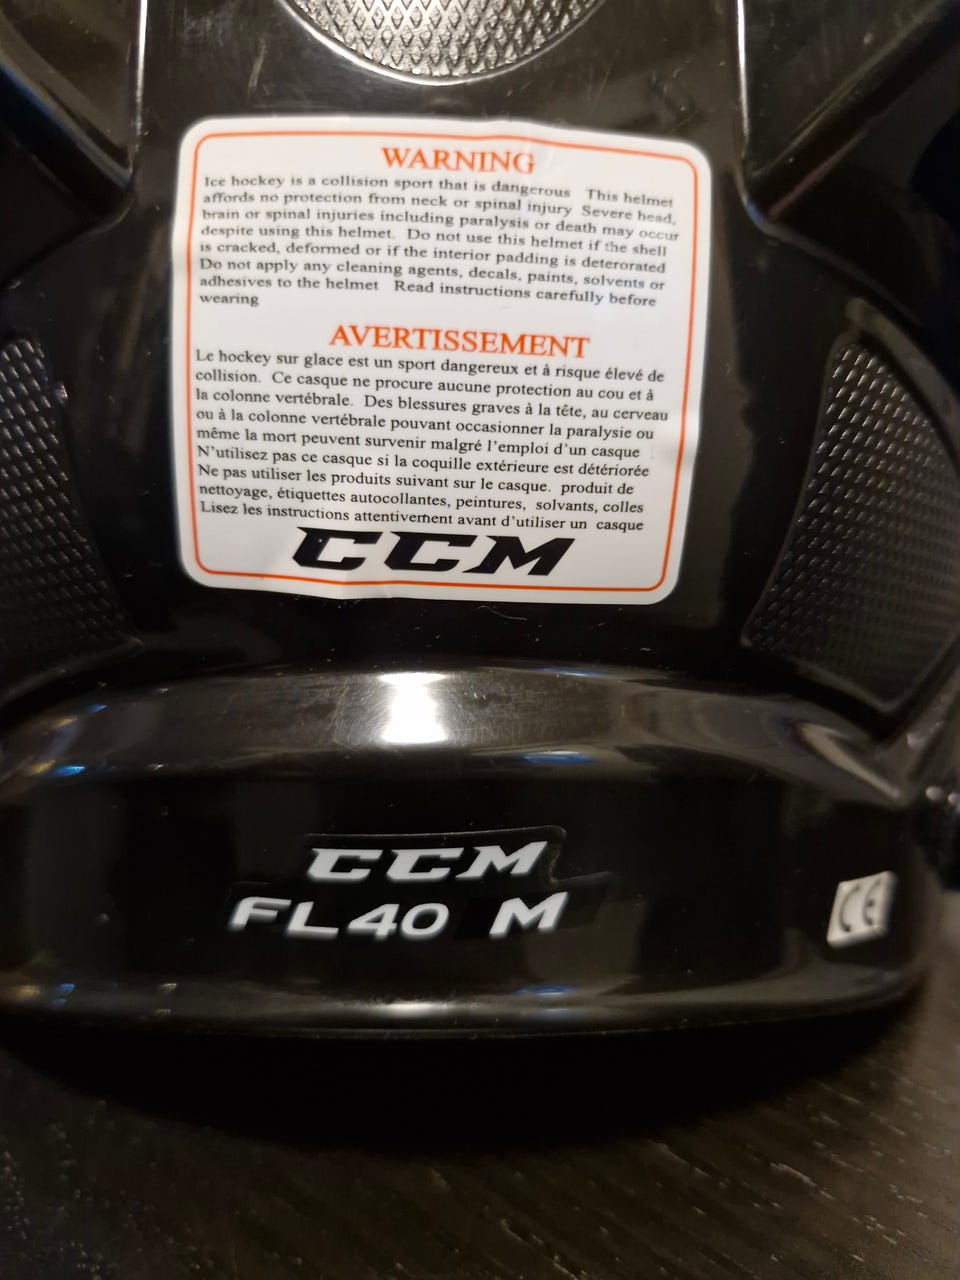 WARNING
Ice hockey is a collision sport that is dangerous This helmet
affords no protection from neck or spinal injury Severe head,
brain or spinal injuries including paralysis or death may occur
despite using this helmet. Do not use this helmet if the shell
is cracked, deformed or if the interior padding is deterorated
Do not apply any cleaning agents, decals, paints, solvents or
adhesives to the helmet Read instructions carefully before
wearing
AVERTISSEMENT
Le hockey sur glace est un sport dangereux et à risque élevé de
collision. Ce casque ne procure aucune protection au cou et à
la colonne vertébrale. Des blessures graves à la tête, au cerveau
ou à la colonne vertébrale pouvant occasionner la paralysie ou
même la mort peuvent survenir malgré l'emploi d'un casque
N'utilisez pas ce casque si la coquille extérieure est détériorée
Ne pas utiliser les produits suivant sur le casque. produit de
nettoyage, étiquettes autocollantes, peintures, solvants, colles
Lisez les instructions attentivement avant d'utiliser un casque
CCM
CCM
FL40 M
CE